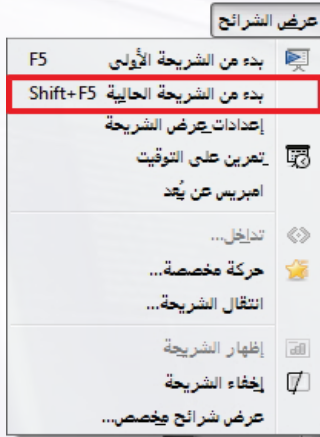 عرض الشرائح
بدء من الشريحة الأولى F5
بدء من الشريحة الحالية Shift+F5
إعدادات عرض الشريحة
تمرين على التوقيت
امبريس عن بُعد
تداخل...
حركة مخصصة...
انتقال الشريحة...
إظهار الشريحة
إخفاء الشريحة
عرض شرائح مخصص...